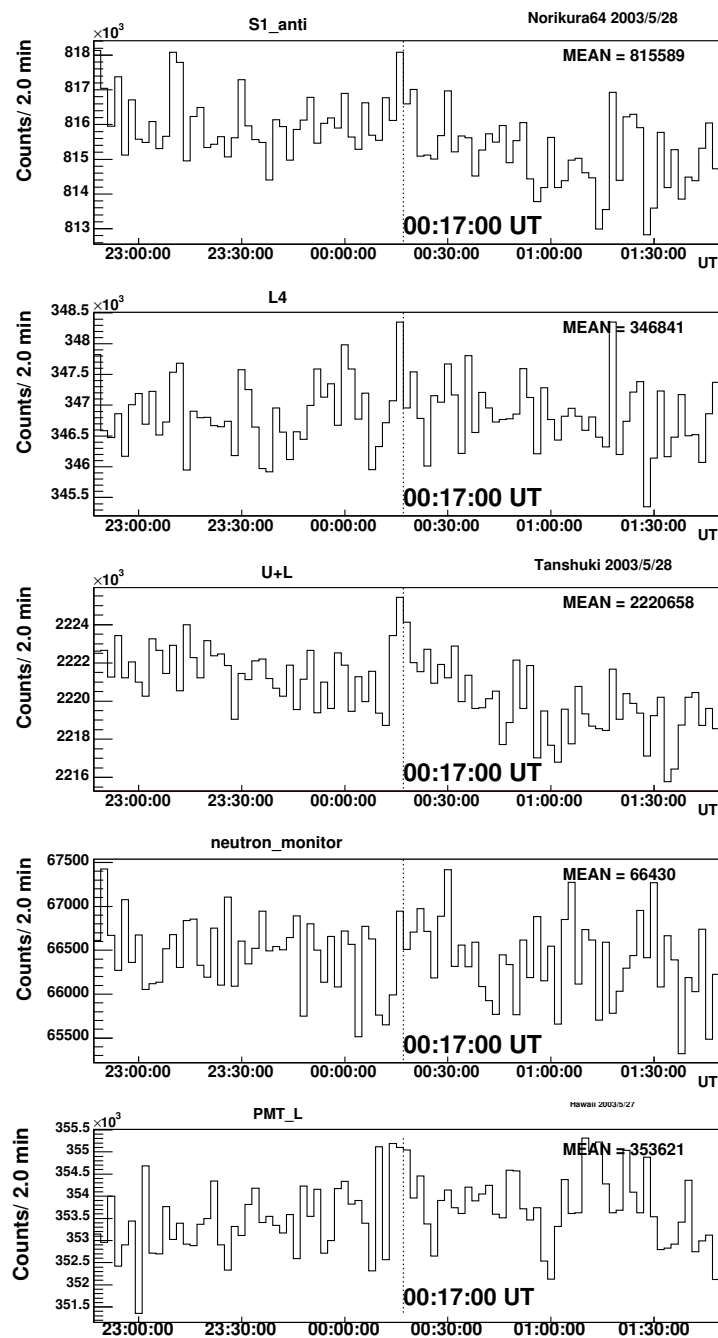 S1_anti
Norikura64 2003/5/28
×10³
MEAN = 815589
Counts/ 2.0 min
818
817
816
815
814
813
00:17:00 UT
23:00:00 23:30:00 00:00:00 00:30:00 01:00:00 01:30:00
UT
L4
×10³
MEAN = 346841
Counts/ 2.0 min
348.5
348
347.5
347
346.5
346
345.5
00:17:00 UT
23:00:00 23:30:00 00:00:00 00:30:00 01:00:00 01:30:00
UT
U+L
Tanshuki 2003/5/28
×10³
MEAN = 2220658
Counts/ 2.0 min
2224
2222
2220
2218
2216
00:17:00 UT
23:00:00 23:30:00 00:00:00 00:30:00 01:00:00 01:30:00
UT
neutron_monitor
MEAN = 66430
Counts/ 2.0 min
67500
67000
66500
66000
65500
00:17:00 UT
23:00:00 23:30:00 00:00:00 00:30:00 01:00:00 01:30:00
UT
PMT_L
Hawaii 2003/5/27
×10³
MEAN = 353621
Counts/ 2.0 min
355.5
355
354.5
354
353.5
353
352.5
352
351.5
00:17:00 UT
23:00:00 23:30:00 00:00:00 00:30:00 01:00:00 01:30:00
UT